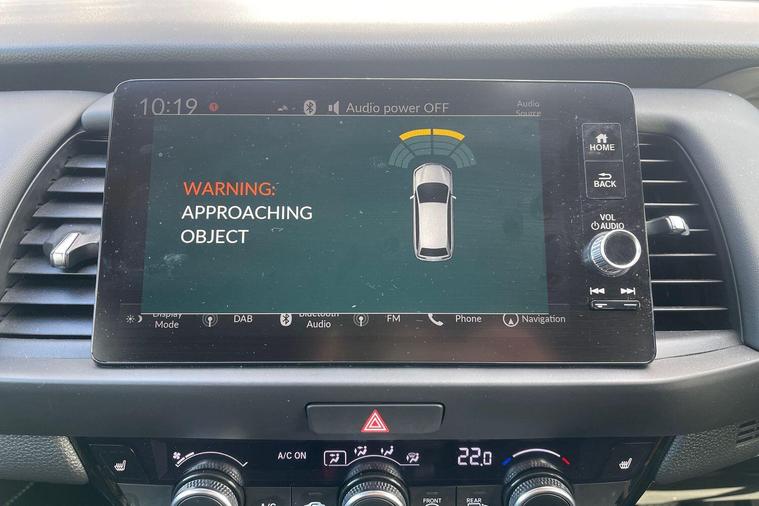 10:19
Audio power OFF
Audio
Source
WARNING:
APPROACHING
OBJECT
HOME
BACK
VOL
AUDIO
Display
Mode
DAB
Bluetooth
Audio
FM
Phone
Navigation
A/C ON
22.0
A/C
FRONT
REAR